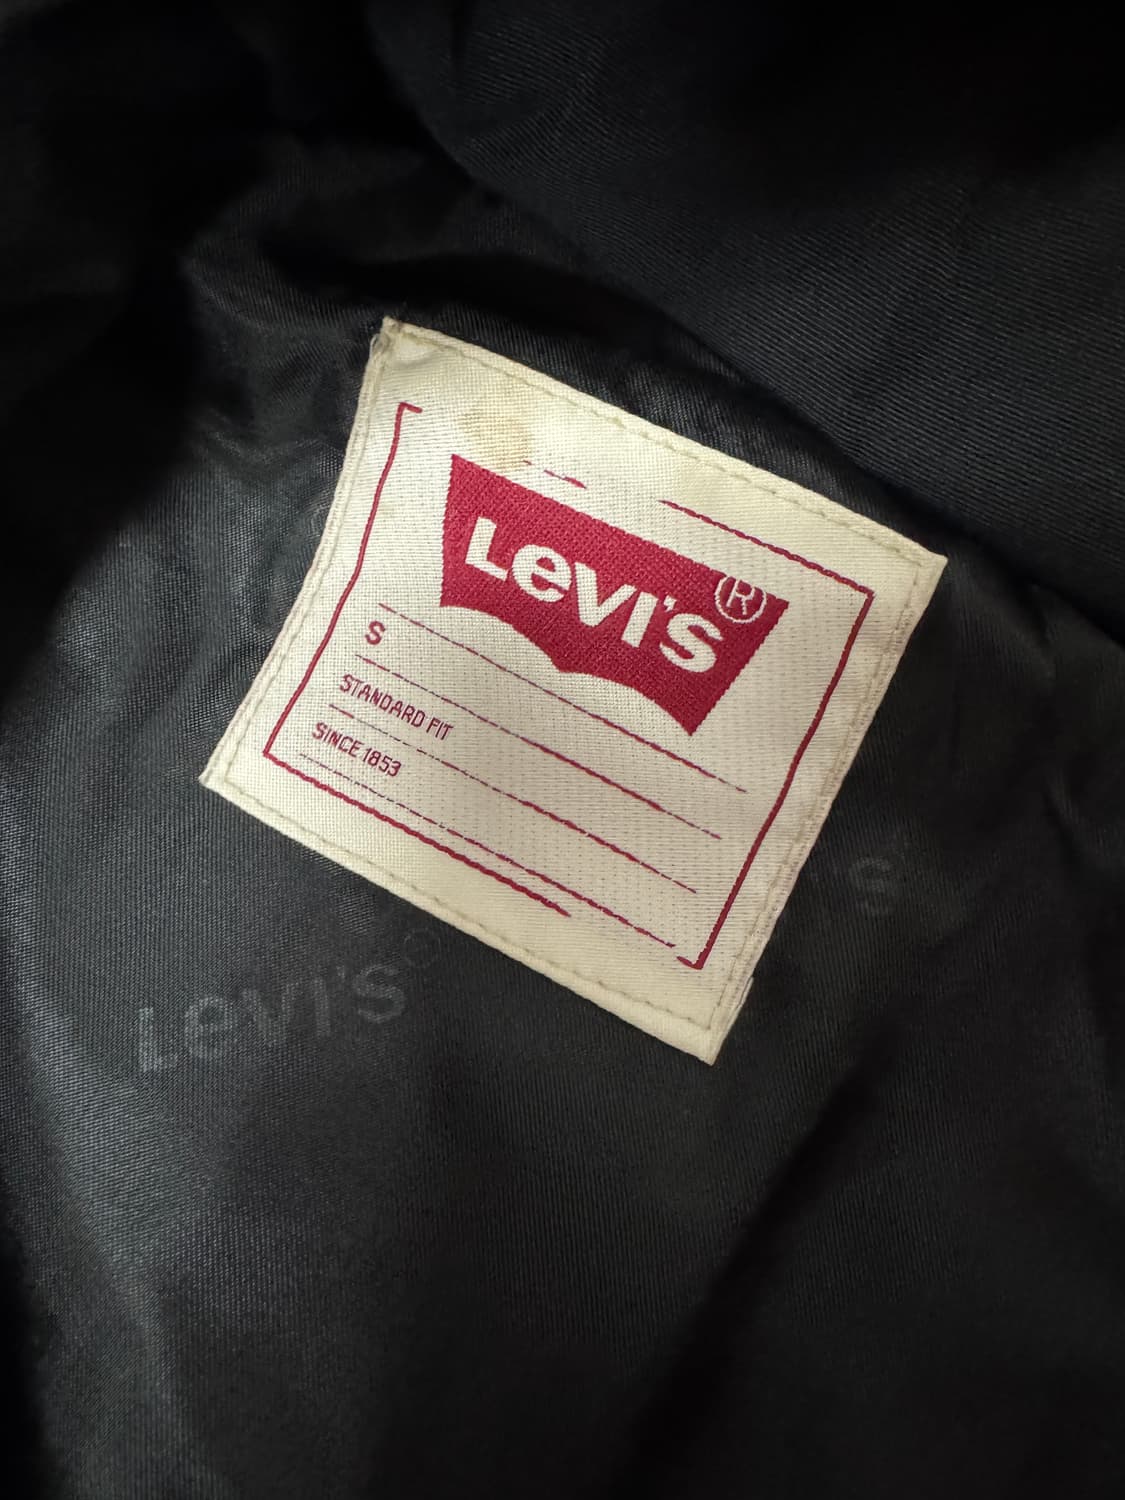 LEVI'S®
S
STANDARD FIT
SINCE 1853
LEVI'S®
S